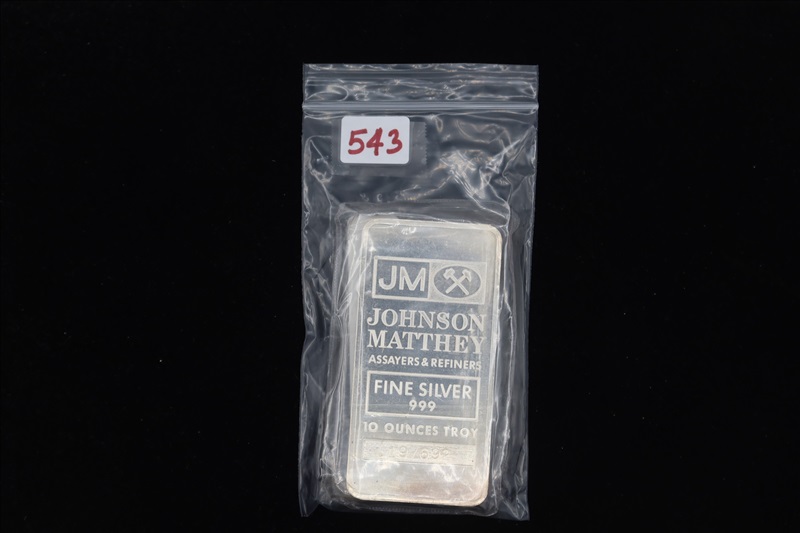 543
JM
JOHNSON
MATTHEY
ASSAYERS & REFINERS
FINE SILVER
999
10 OUNCES TROY